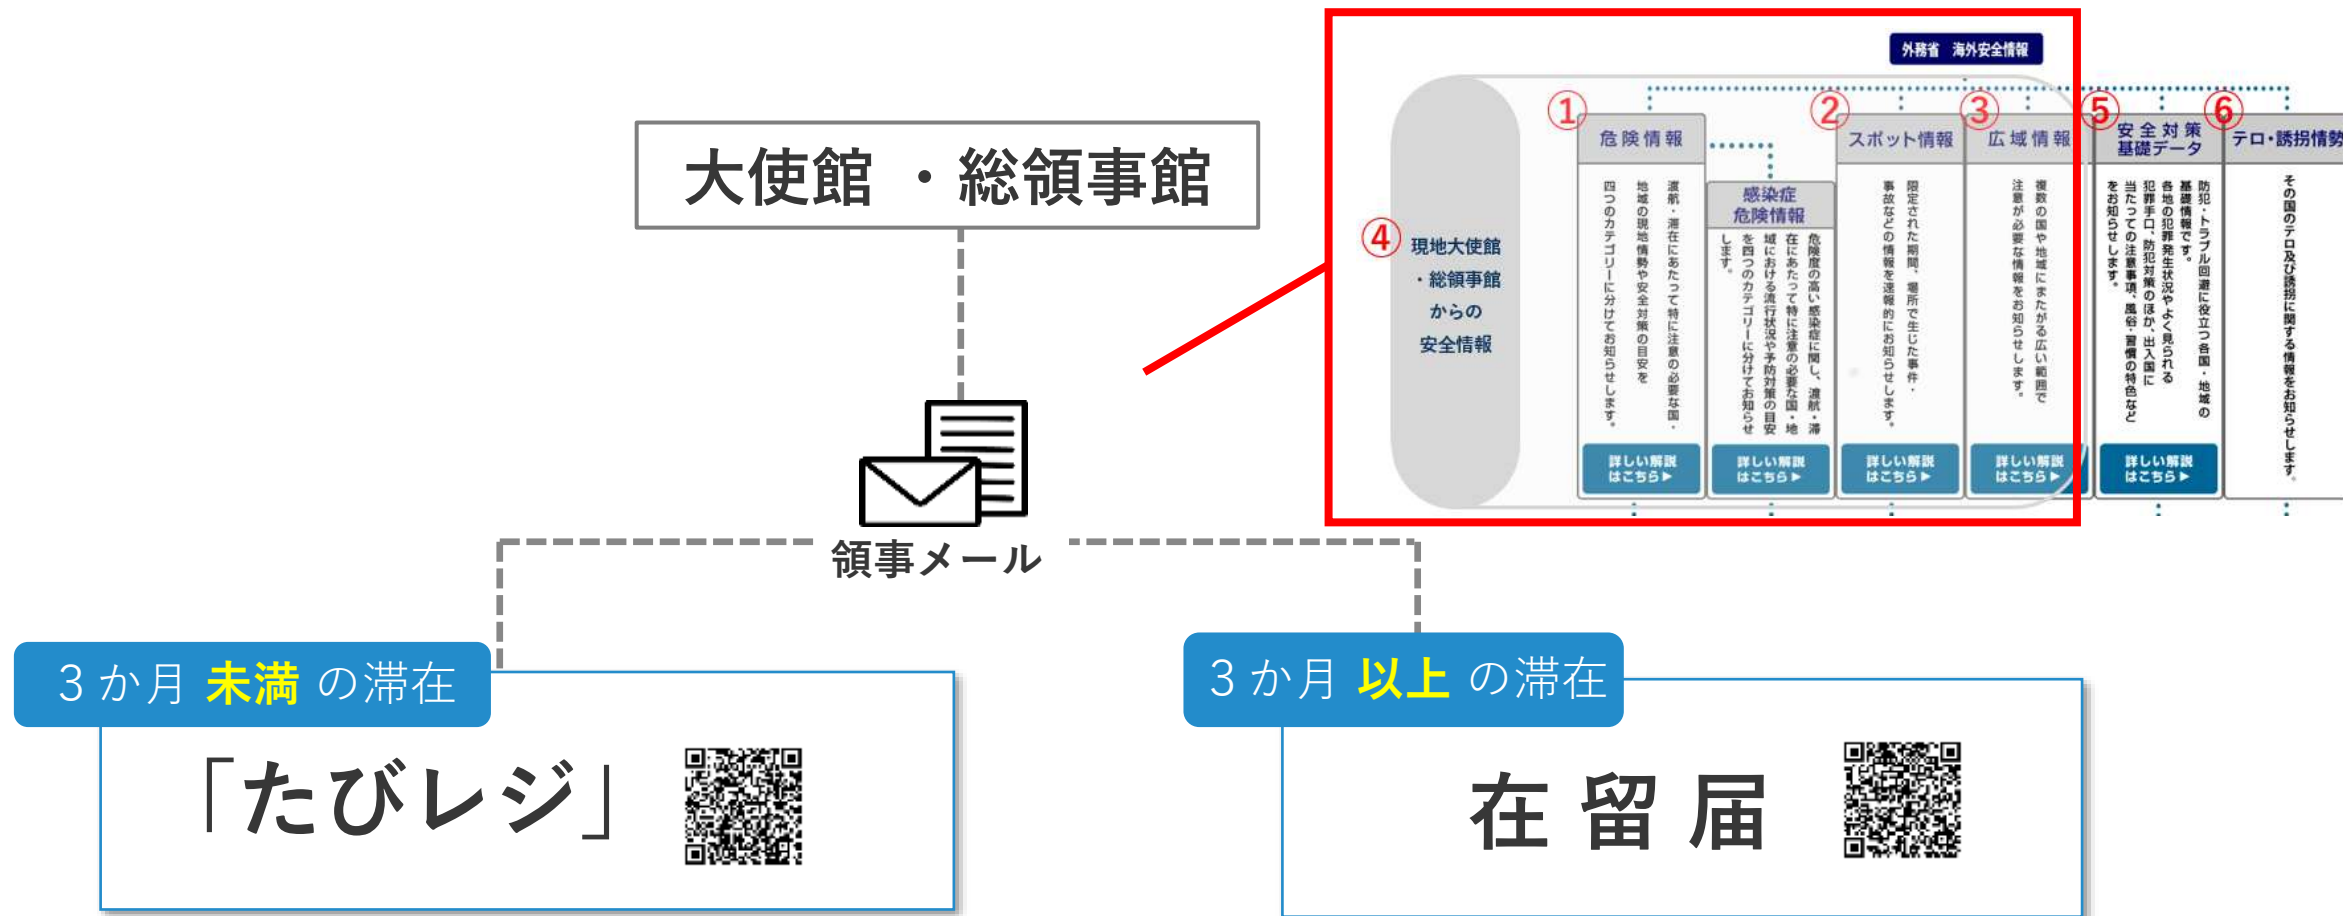 大使館 ・総領事館
領事メール
3か月 未満 の滞在
「たびレジ」
3か月 以上 の滞在
在留届
外務省 海外安全情報
④
現地大使館
・総領事館
からの
安全情報
①
危険情報
渡航・滞在にあたって特に注意の必要な国・
地域の現地情勢や安全対策の目安を
四つのカテゴリーに分けてお知らせします。
詳しい解説
はこちら▶
感染症
危険情報
危険度の高い感染症に関し、渡航・滞
在にあたって特に注意の必要な国・地
域における流行状況や予防対策の目安
を四つのカテゴリーに分けてお知らせ
します。
詳しい解説
はこちら▶
②
スポット情報
限定された期間、場所で生じた事件・
事故などの情報を速報的にお知らせします。
詳しい解説
はこちら▶
③
広域情報
複数の国や地域にまたがる広い範囲で
注意が必要な情報をお知らせします。
詳しい解説
はこちら▶
⑤
安全対策
基礎データ
防犯・トラブル回避に役立つ各国・地域の
基礎情報です。
各地の犯罪発生状況やよく見られる
犯罪手口、防犯対策のほか、出入国に
当たっての注意事項、風俗・習慣の特色など
をお知らせします。
詳しい解説
はこちら▶
⑥
テロ・誘拐情勢
その国のテロ及び誘拐に関する情報をお知らせします。